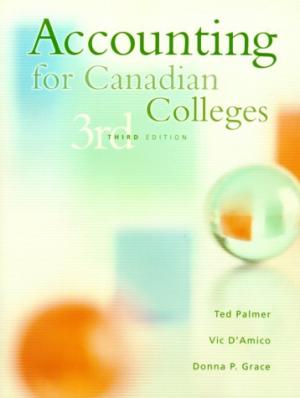 Accounting
for Canadian
Colleges
3rd
THIRD EDITION
Ted Palmer
Vic D'Amico
Donna P. Grace